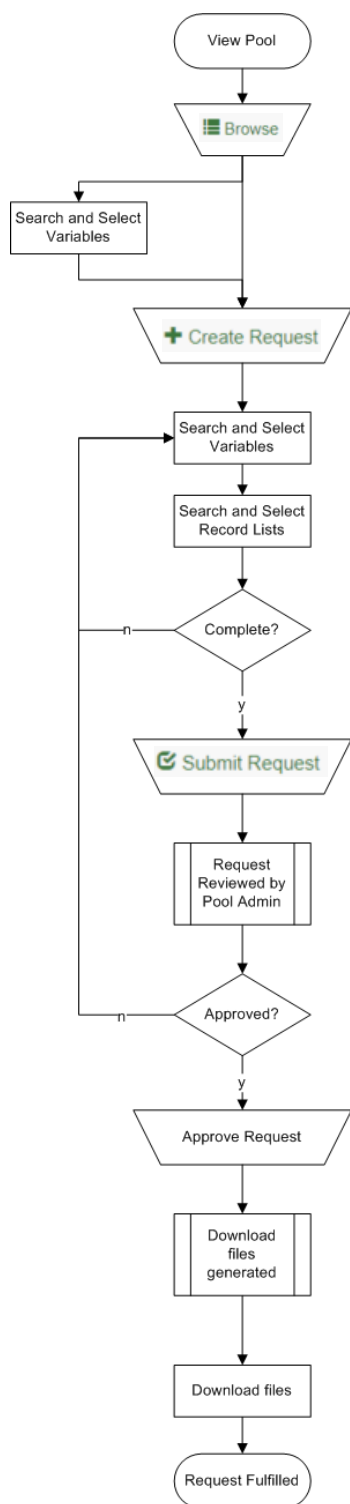 View Pool
Browse
Search and Select
Variables
Create Request
Search and Select
Variables
Search and Select
Record Lists
n
Complete?
y
Submit Request
Request
Reviewed by
Pool Admin
n
Approved?
y
Approve Request
Download
files
generated
Download files
Request Fulfilled